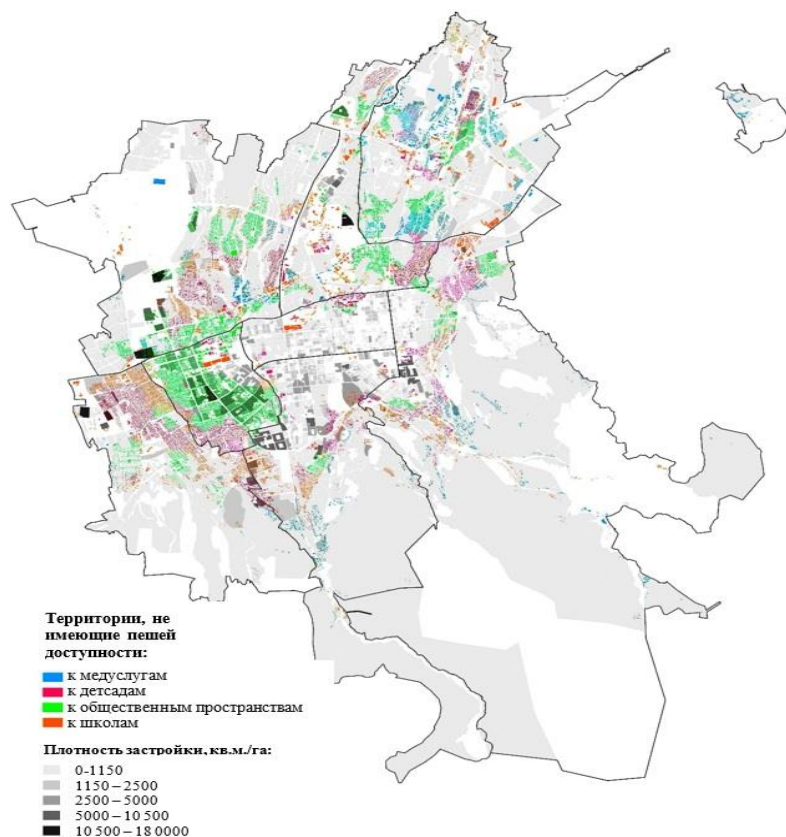 Территории, не
имеющие пешей
доступности:
к медуслугам
к детсадам
к общественным пространствам
к школам
Плотность застройки, кв.м./га:
0-1150
1150 – 2500
2500 – 5000
5000 – 10 500
10 500 – 18 0000